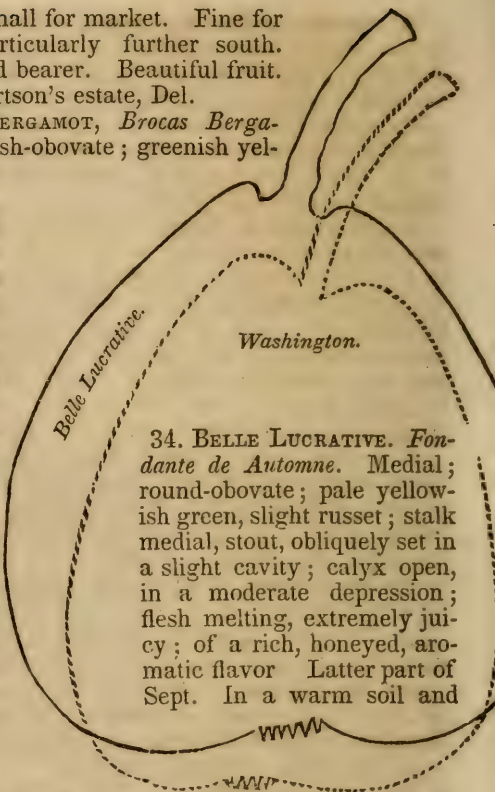 nall for market. Fine for
rticularly further south.
d bearer. Beautiful fruit.
rtson's estate, Del.
ERGAMOT, Brocas Berga-
sh-obovate ; greenish yel-
Belle Lucrative.
Washington.
34. BELLE LUCRATIVE. Fon-
dante de Automne. Medial ;
round-obovate ; pale yellow-
ish green, slight russet ; stalk
medial, stout, obliquely set in
a slight cavity ; calyx open,
in a moderate depression ;
flesh melting, extremely jui-
cy ; of a rich, honeyed, aro-
matic flavor Latter part of
Sept. In a warm soil and